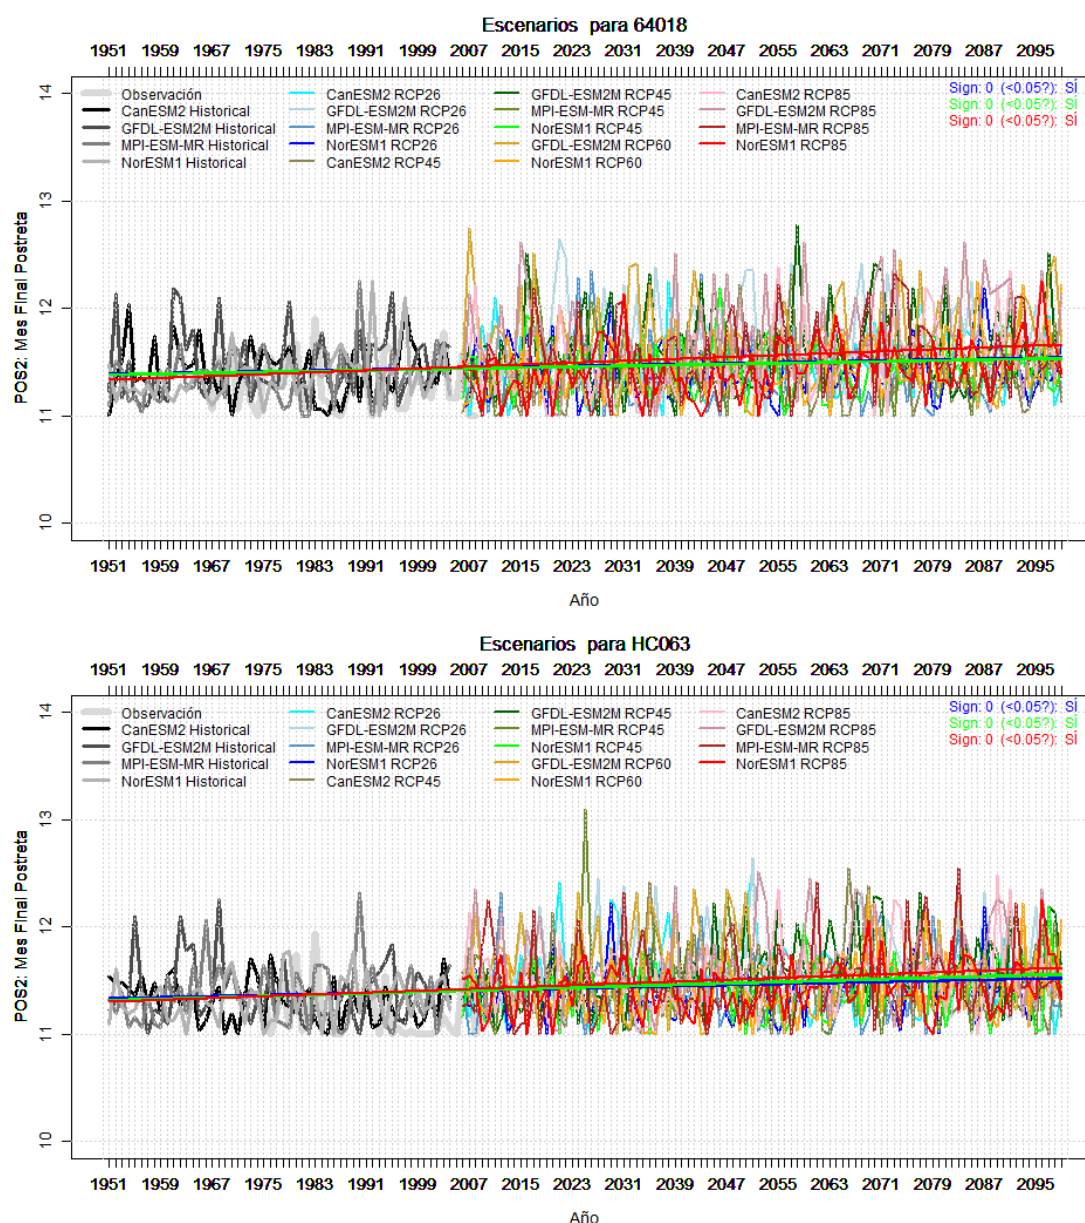 Escenarios  para 64018
1951 1959 1967 1975 1983 1991 1999 2007 2015 2023 2031 2039 2047 2055 2063 2071 2079 2087 2095
Observación
CanESM2 Historical
GFDL-ESM2M Historical
MPI-ESM-MR Historical
NorESM1 Historical
CanESM2 RCP26
GFDL-ESM2M RCP26
MPI-ESM-MR RCP26
NorESM1 RCP26
CanESM2 RCP45
GFDL-ESM2M RCP45
MPI-ESM-MR RCP45
NorESM1 RCP45
GFDL-ESM2M RCP60
NorESM1 RCP60
CanESM2 RCP85
GFDL-ESM2M RCP85
MPI-ESM-MR RCP85
NorESM1 RCP85
Sign: 0  (<0.05?):  SÍ
Sign: 0  (<0.05?):  SÍ
Sign: 0  (<0.05?):  SÍ
POS2:  Mes Final Postreta
14
13
12
11
10
1951 1959 1967 1975 1983 1991 1999 2007 2015 2023 2031 2039 2047 2055 2063 2071 2079 2087 2095
Año
Escenarios  para HC063
1951 1959 1967 1975 1983 1991 1999 2007 2015 2023 2031 2039 2047 2055 2063 2071 2079 2087 2095
Observación
CanESM2 Historical
GFDL-ESM2M Historical
MPI-ESM-MR Historical
NorESM1 Historical
CanESM2 RCP26
GFDL-ESM2M RCP26
MPI-ESM-MR RCP26
NorESM1 RCP26
CanESM2 RCP45
GFDL-ESM2M RCP45
MPI-ESM-MR RCP45
NorESM1 RCP45
GFDL-ESM2M RCP60
NorESM1 RCP60
CanESM2 RCP85
GFDL-ESM2M RCP85
MPI-ESM-MR RCP85
NorESM1 RCP85
Sign: 0  (<0.05?):  SÍ
Sign: 0  (<0.05?):  SÍ
Sign: 0  (<0.05?):  SÍ
POS2:  Mes Final Postreta
14
13
12
11
10
1951 1959 1967 1975 1983 1991 1999 2007 2015 2023 2031 2039 2047 2055 2063 2071 2079 2087 2095
Año